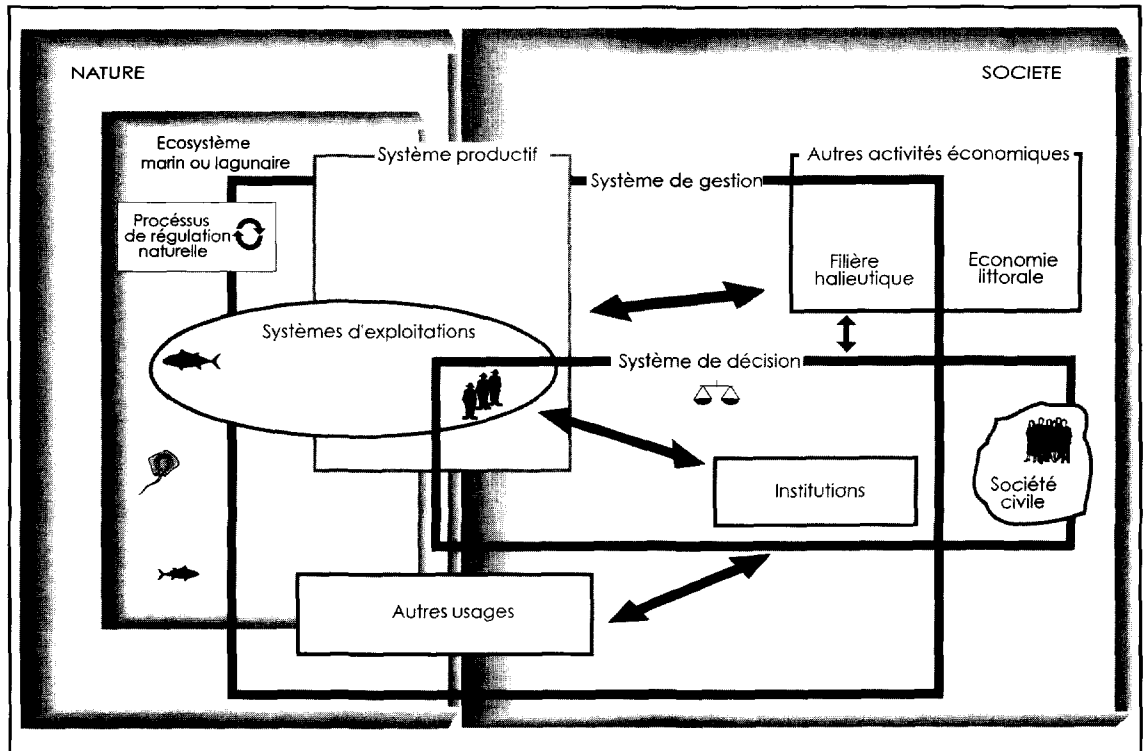 NATURE
SOCIETE
Ecosystème
marin ou lagunaire
Système productif
Autres activités économiques
Système de gestion
Procéssus
de régulation
naturelle
Filière
halieutique
Economie
littorale
Systèmes d'exploitations
Système de décision
Institutions
Société
civile
Autres usages